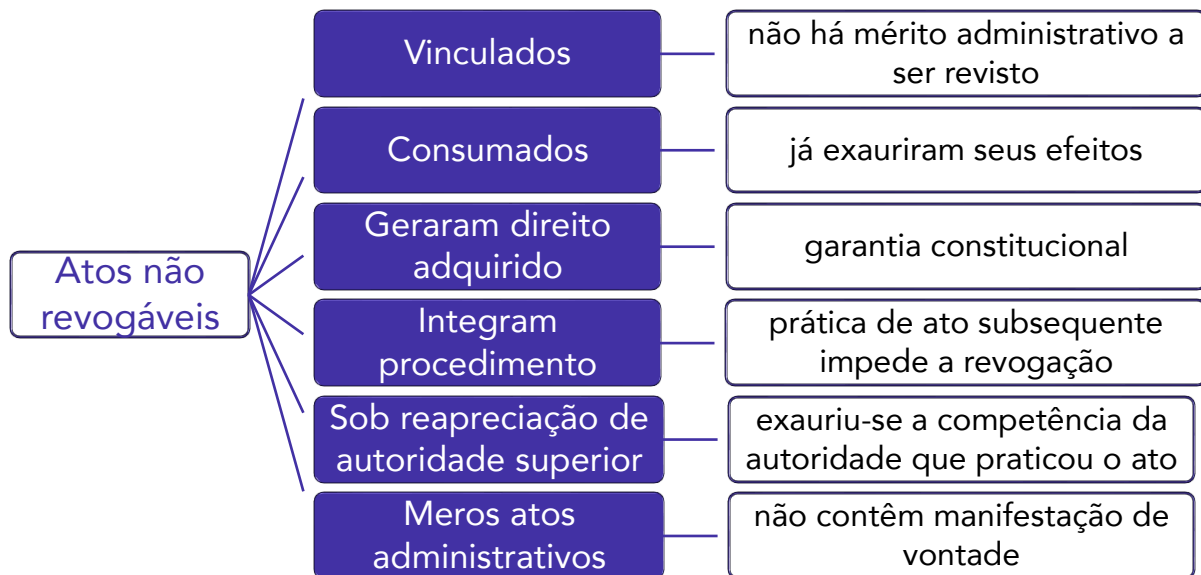 Atos não
revogáveis
Vinculados
não há mérito administrativo a
ser revisto
Consumados
já exauriram seus efeitos
Geraram direito
adquirido
garantia constitucional
Integram
procedimento
prática de ato subsequente
impede a revogação
Sob reapreciação de
autoridade superior
exauriu-se a competência da
autoridade que praticou o ato
Meros atos
administrativos
não contêm manifestação de
vontade